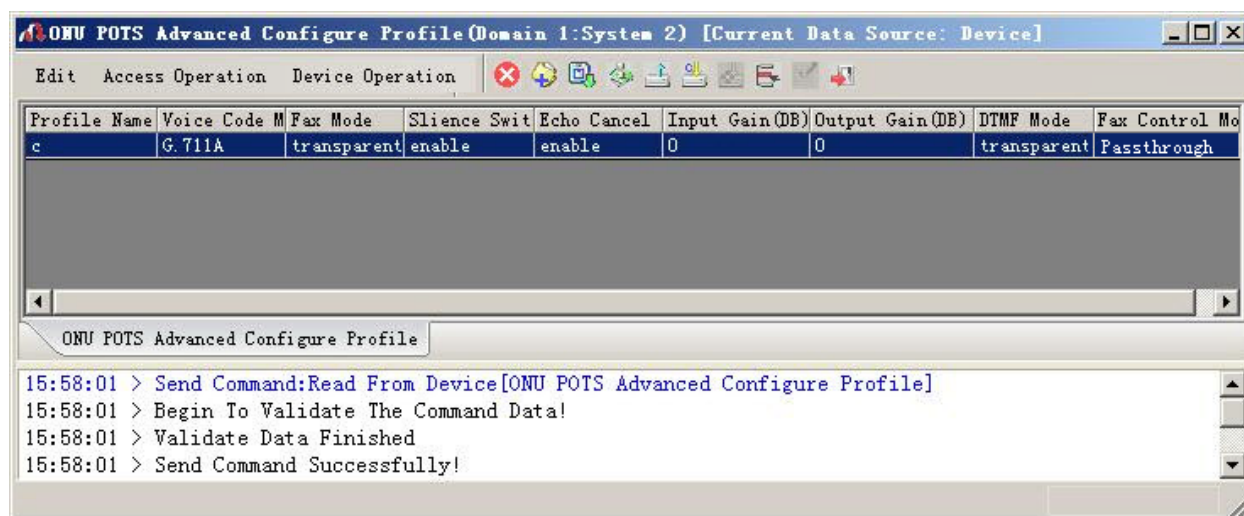 ONU POTS Advanced Configure Profile(Domain 1:System 2) [Current Data Source: Device]
Edit Access Operation Device Operation
Profile Name Voice Code M Fax Mode Slience Swit Echo Cancel Input Gain(DB) Output Gain(DB) DTMF Mode Fax Control Mo
c G.711A transparent enable enable 0 0 transparent Passthrough
ONU POTS Advanced Configure Profile
15:58:01 > Send Command:Read From Device[ONU POTS Advanced Configure Profile]
15:58:01 > Begin To Validate The Command Data!
15:58:01 > Validate Data Finished
15:58:01 > Send Command Successfully!